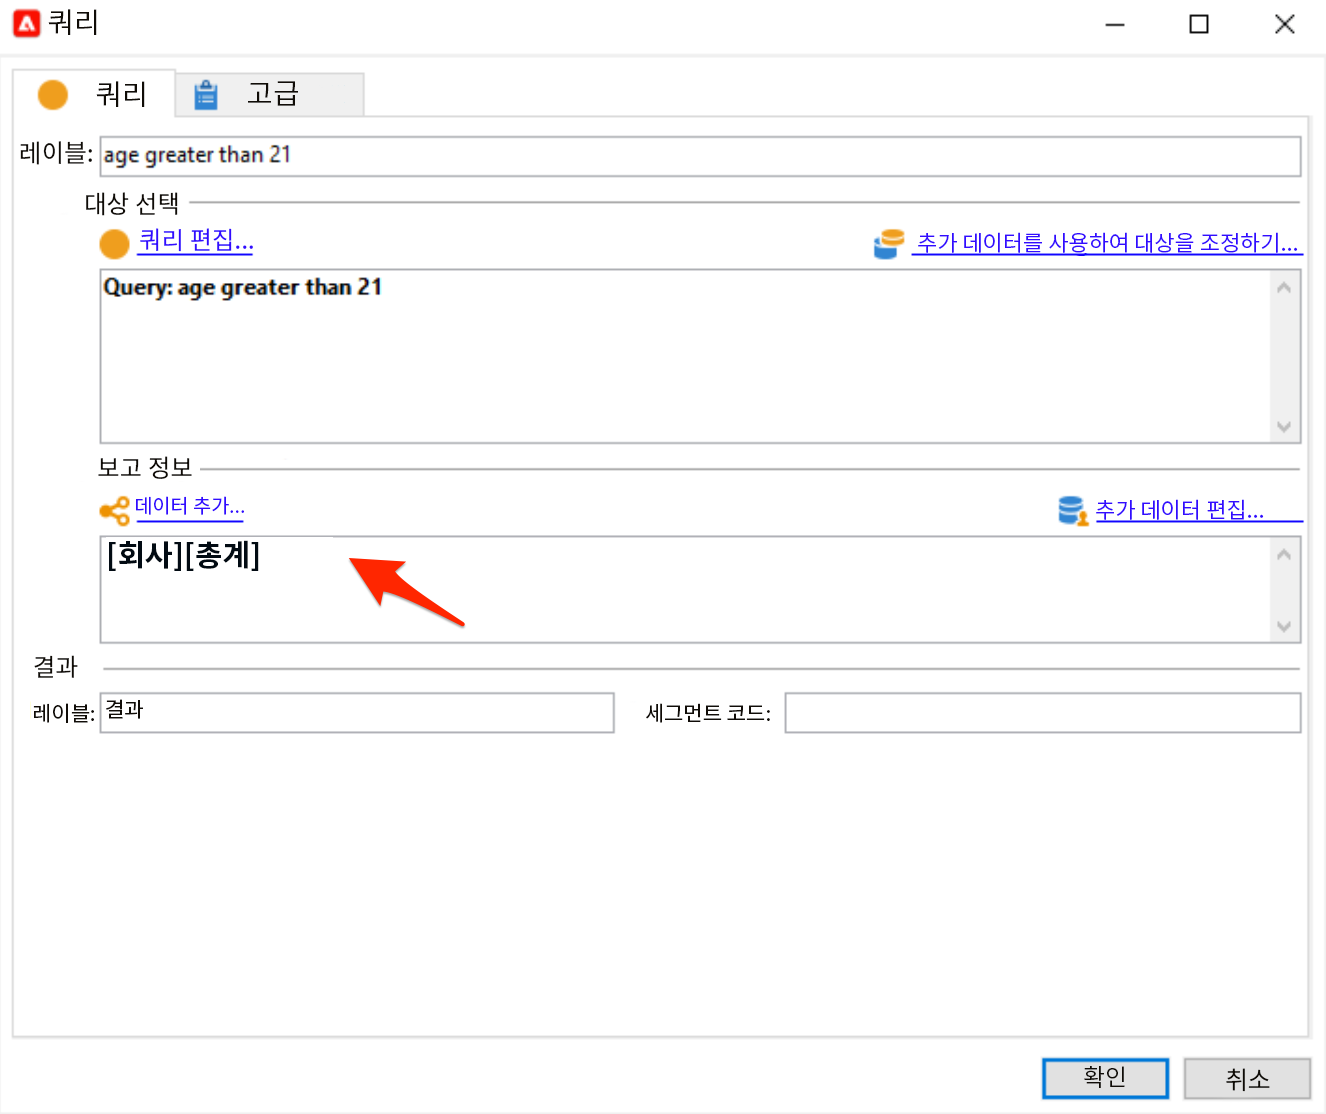 쿼리
쿼리
고급
레이블: age greater than 21
대상 선택
쿼리 편집... 추가 데이터를 사용하여 대상을 조정하기...
Query: age greater than 21
보고 정보
데이터 추가... 추가 데이터 편집...
[회사][총계]
결과
레이블: 결과 세그먼트 코드:
확인 취소